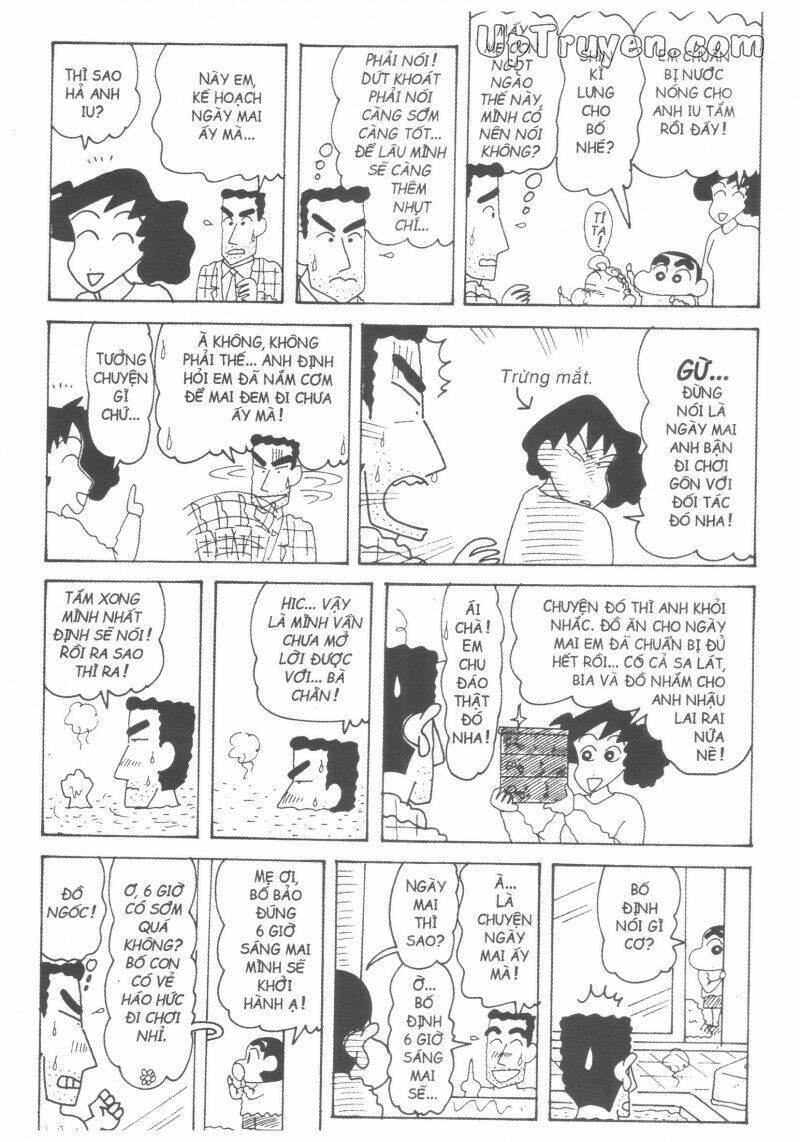 UpTruyen.com
EM CHUẨN
BỊ NƯỚC
NÓNG CHO
ANH IU TẮM
RỒI ĐẤY!
SHIN
KÌ
LƯNG
CHO
BỐ
NHÉ?
TÍ
TẠ!
MẤY
MẸ CON
NGỌT
NGÀO
THẾ NÀY,
MÌNH CÓ
NÊN NÓI
KHÔNG?
PHẢI NÓI!
DỨT KHOÁT
PHẢI NÓI
CÀNG SỚM
CÀNG TỐT...
ĐỂ LÂU MÌNH
SẼ CÀNG
THÊM
NHỤT
CHÍ...
NÀY EM,
KẾ HOẠCH
NGÀY MAI
ẤY MÀ...
THÌ SAO
HẢ ANH
IU?
GỪ...
ĐỪNG
NÓI LÀ
NGÀY MAI
ANH BẬN
ĐI CHƠI
GÔN VỚI
ĐỐI TÁC
ĐÓ NHA!
Trừng mắt.
À KHÔNG, KHÔNG
PHẢI THẾ... ANH ĐỊNH
HỎI EM ĐÃ NẮM CƠM
ĐỂ MAI ĐEM ĐI CHƯA
ẤY MÀ!
TƯỞNG
CHUYỆN
GÌ
CHỨ...
CHUYỆN ĐÓ THÌ ANH KHỎI
NHẮC. ĐỒ ĂN CHO NGÀY
MAI EM ĐÃ CHUẨN BỊ ĐỦ
HẾT RỒI... CÓ CẢ SA LÁT,
BIA VÀ ĐỒ NHẮM CHO
ANH NHẬU
LAI RAI
NỮA
NÈ!
ÁI
CHÀ!
EM
CHU
ĐÁO
THẬT
ĐÓ
NHA!
HIC... VẬY
LÀ MÌNH VẪN
CHƯA MỞ
LỜI ĐƯỢC
VỚI... BÀ
CHẰN!
TẮM XONG
MÌNH NHẤT
ĐỊNH SẼ NÓI!
RỒI RA SAO
THÌ RA!
BỐ
ĐỊNH
NÓI GÌ
CƠ?
À...
LÀ
CHUYỆN
NGÀY
MAI ẤY
MÀ!
NGÀY
MAI
THÌ
SAO?
Ờ...
BỐ
ĐỊNH
6 GIỜ
SÁNG
MAI
SẼ...
MẸ ƠI,
BỐ BẢO
ĐÚNG
6 GIỜ
SÁNG MAI
MÌNH SẼ
KHỞI
HÀNH Ạ!
Ơ, 6 GIỜ
CÓ SỚM
QUÁ
KHÔNG?
BỐ CON
CÓ VẺ
HÁO HỨC
ĐI CHƠI
NHỈ.
ĐỒ
NGỐC!